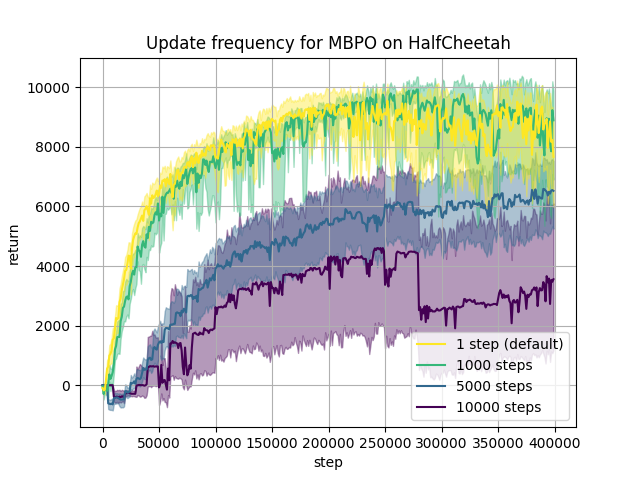 Update frequency for MBPO on HalfCheetah
return
10000
8000
6000
4000
2000
0
1 step (default)
1000 steps
5000 steps
10000 steps
0
50000
100000
150000
200000
250000
300000
350000
400000
step